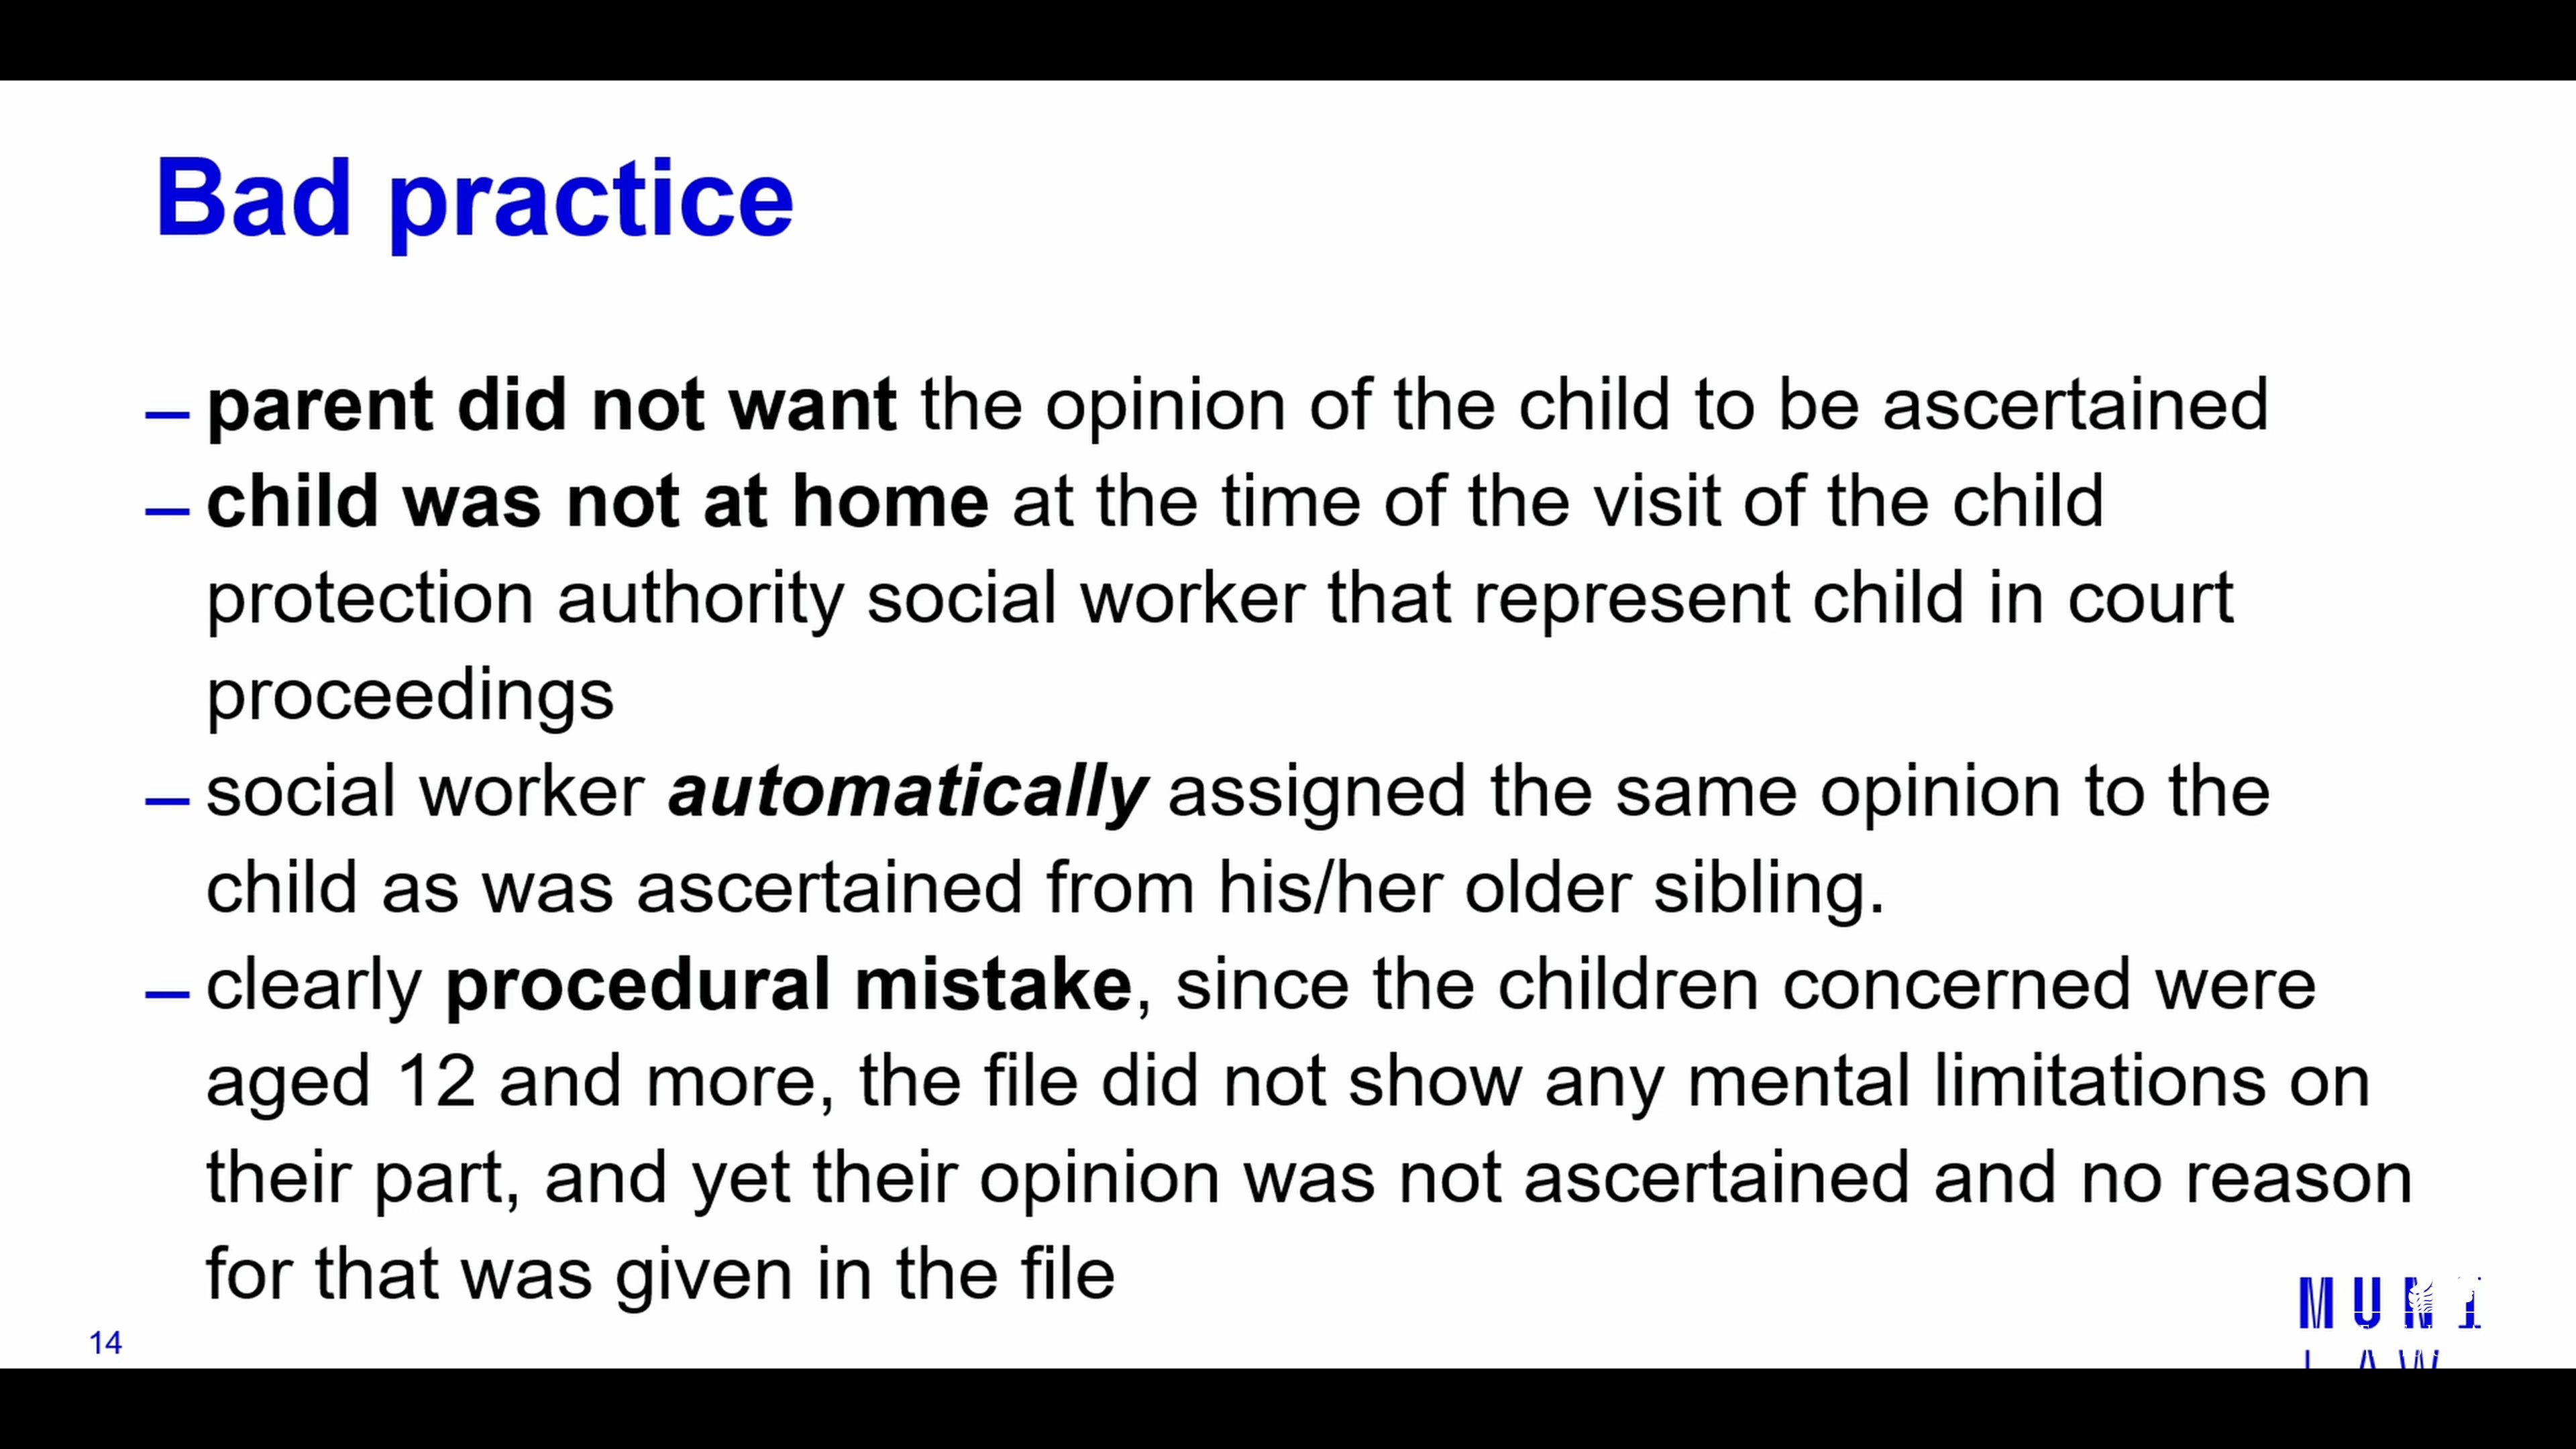 Bad practice
– parent did not want the opinion of the child to be ascertained
– child was not at home at the time of the visit of the child
protection authority social worker that represent child in court
proceedings
– social worker automatically assigned the same opinion to the
child as was ascertained from his/her older sibling.
– clearly procedural mistake, since the children concerned were
aged 12 and more, the file did not show any mental limitations on
their part, and yet their opinion was not ascertained and no reason
for that was given in the file
14
MUNI
LAW